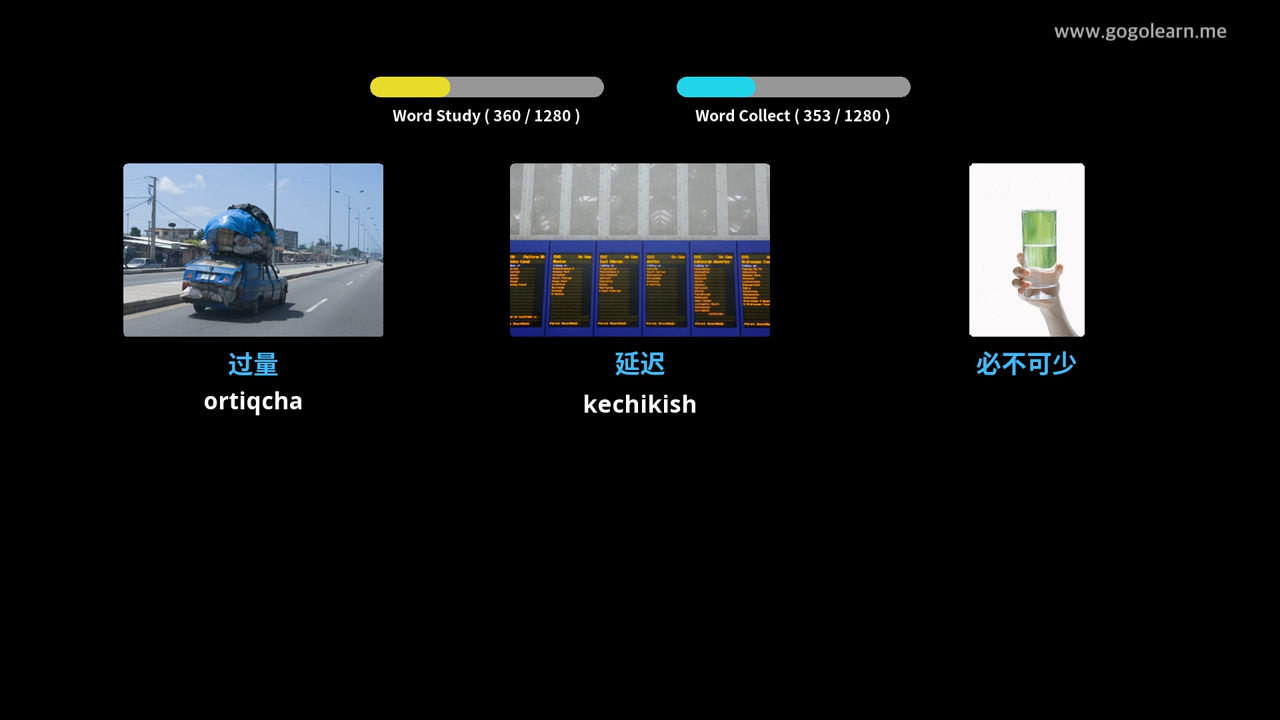 www.gogolearn.me
Word Study ( 360 / 1280 )
Word Collect ( 353 / 1280 )
过量
延迟
必不可少
ortiqcha
kechikish